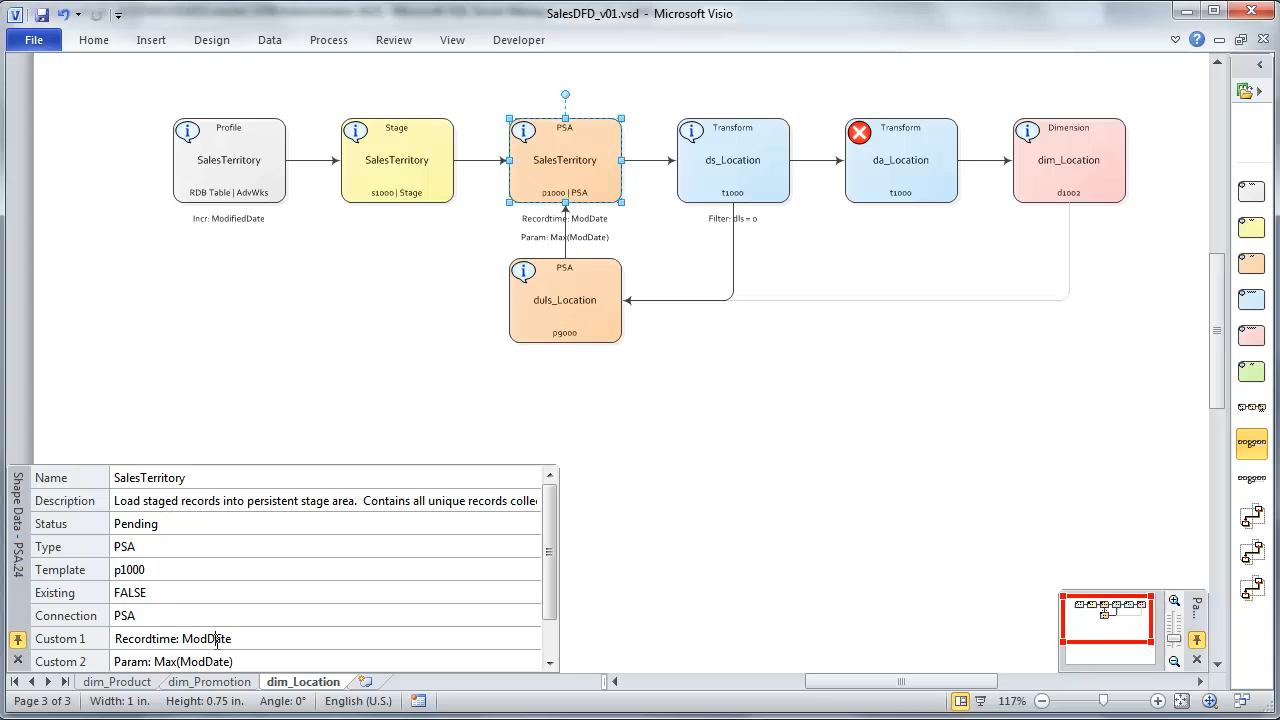 SalesDFD_v01.vsd - Microsoft Visio
File Home Insert Design Data Process Review View Developer
Profile
SalesTerritory
RDB Table | AdvWks
Incr: ModifiedDate
Stage
SalesTerritory
s1000 | Stage
PSA
SalesTerritory
p1000 | PSA
Recordtime: ModDate
Param: Max(ModDate)
Transform
ds_Location
t1000
Filter: dls = 0
Transform
da_Location
t1000
Dimension
dim_Location
d1002
PSA
duls_Location
p9000
Shape Data - PSA.24
Name SalesTerritory
Description Load staged records into persistent stage area. Contains all unique records colle
Status Pending
Type PSA
Template p1000
Existing FALSE
Connection PSA
Custom 1 Recordtime: ModDate
Custom 2 Param: Max(ModDate)
Pa...
dim_Product dim_Promotion dim_Location
Page 3 of 3 Width: 1 in. Height: 0.75 in. Angle: 0° English (U.S.) 117%